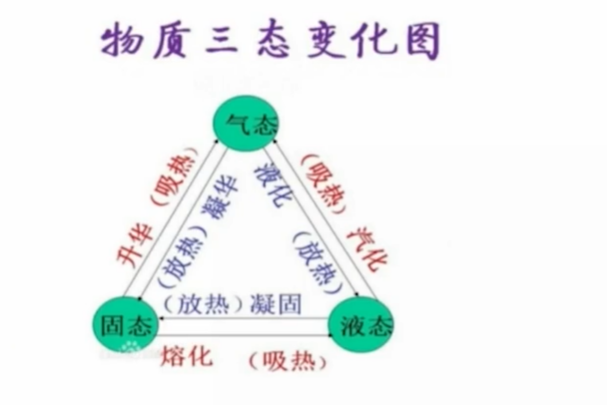 物质三态变化图
气态
升华（吸热）
（放热）凝华
液化（放热）
（吸热）汽化
（放热）凝固
固态
液态
熔化（吸热）